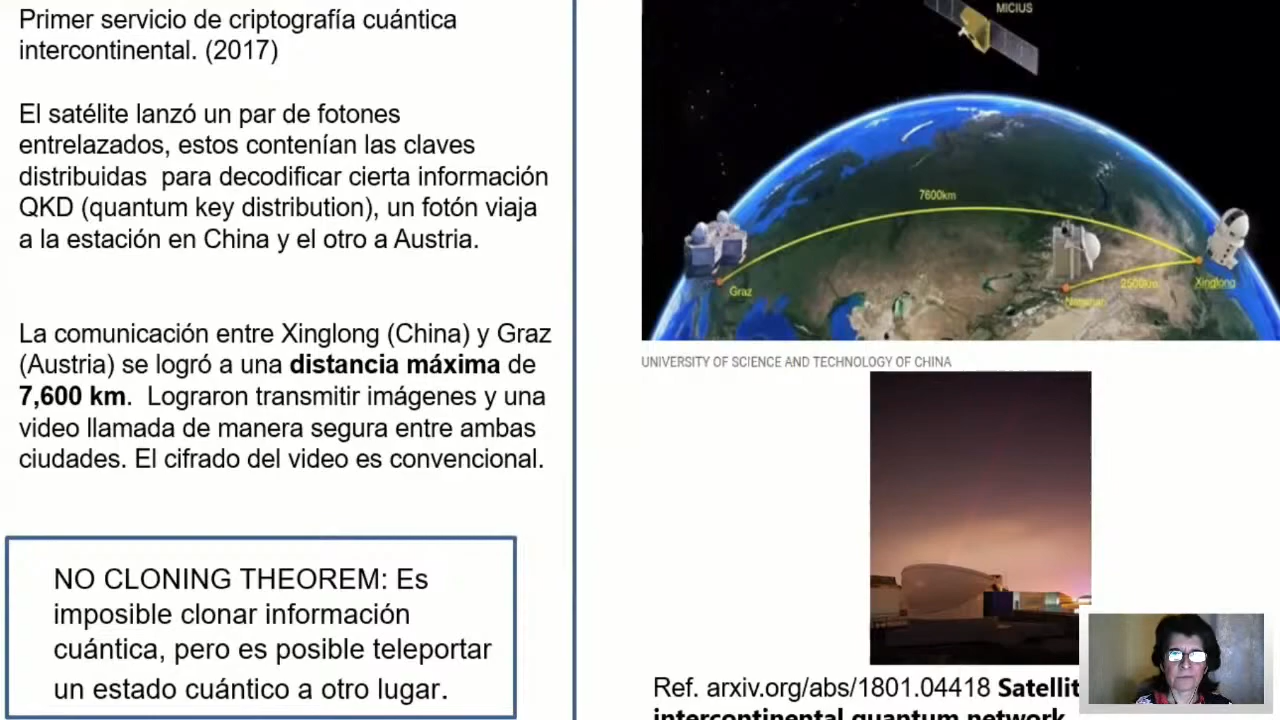 Primer servicio de criptografía cuántica
intercontinental. (2017)
El satélite lanzó un par de fotones
entrelazados, estos contenían las claves
distribuidas  para decodificar cierta información
QKD (quantum key distribution), un fotón viaja
a la estación en China y el otro a Austria.
La comunicación entre Xinglong (China) y Graz
(Austria) se logró a una distancia máxima de
7,600 km.  Lograron transmitir imágenes y una
video llamada de manera segura entre ambas
ciudades. El cifrado del video es convencional.
NO CLONING THEOREM: Es
imposible clonar información
cuántica, pero es posible teleportar
un estado cuántico a otro lugar.
MICIUS
7600km
Graz
2500km
Xinglong
UNIVERSITY OF SCIENCE AND TECHNOLOGY OF CHINA
Ref. arxiv.org/abs/1801.04418 Satellit
intercontinental quantum network